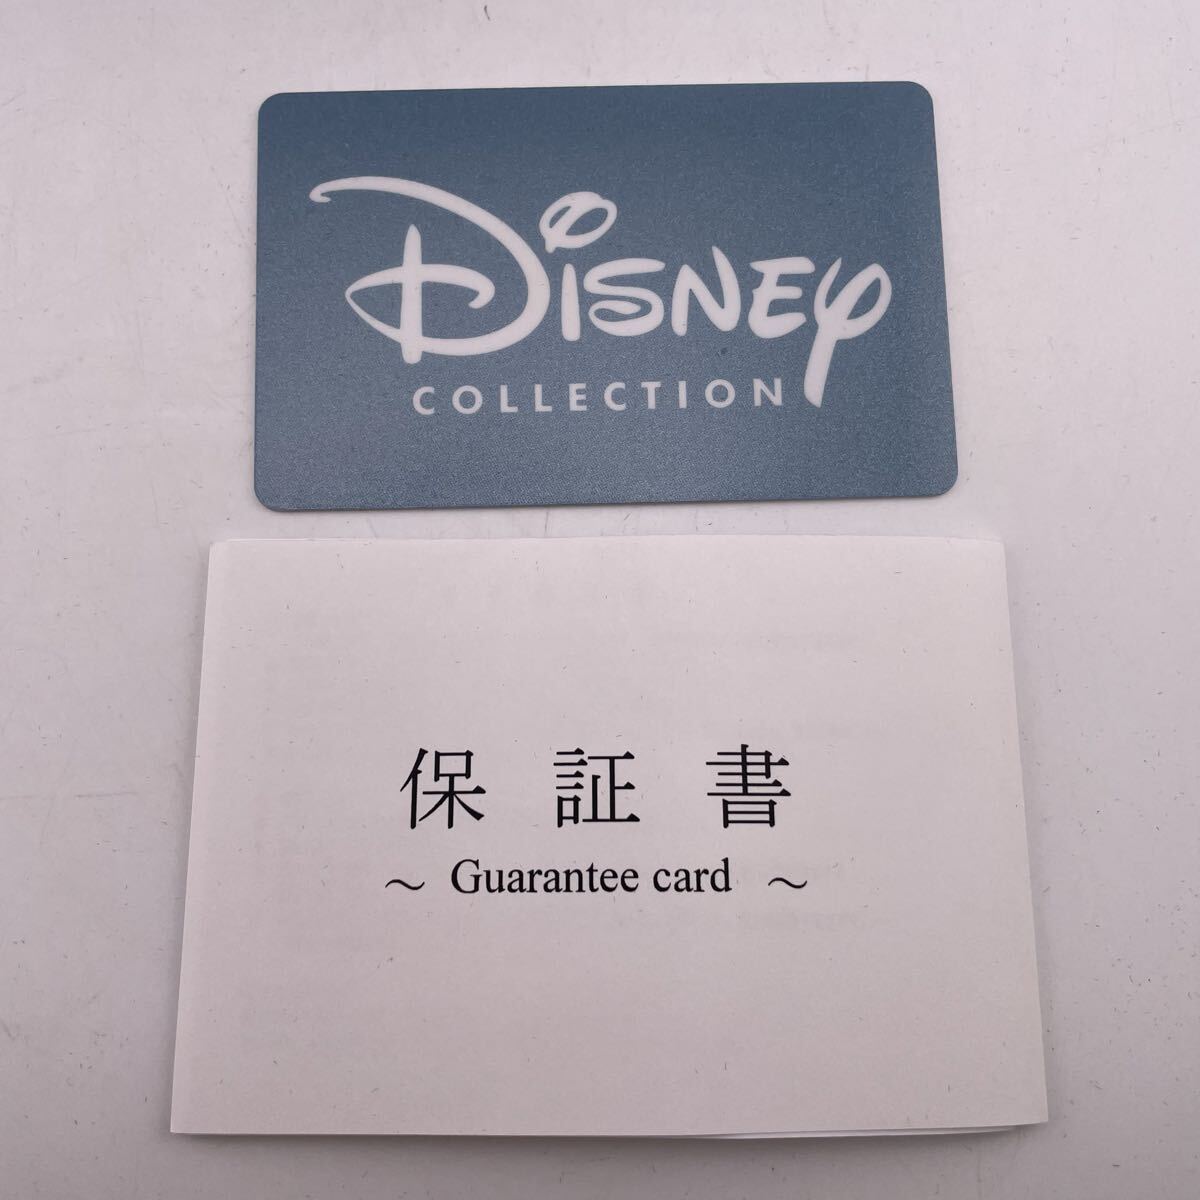 Disney
COLLECTION
保証書
～ Guarantee card ～